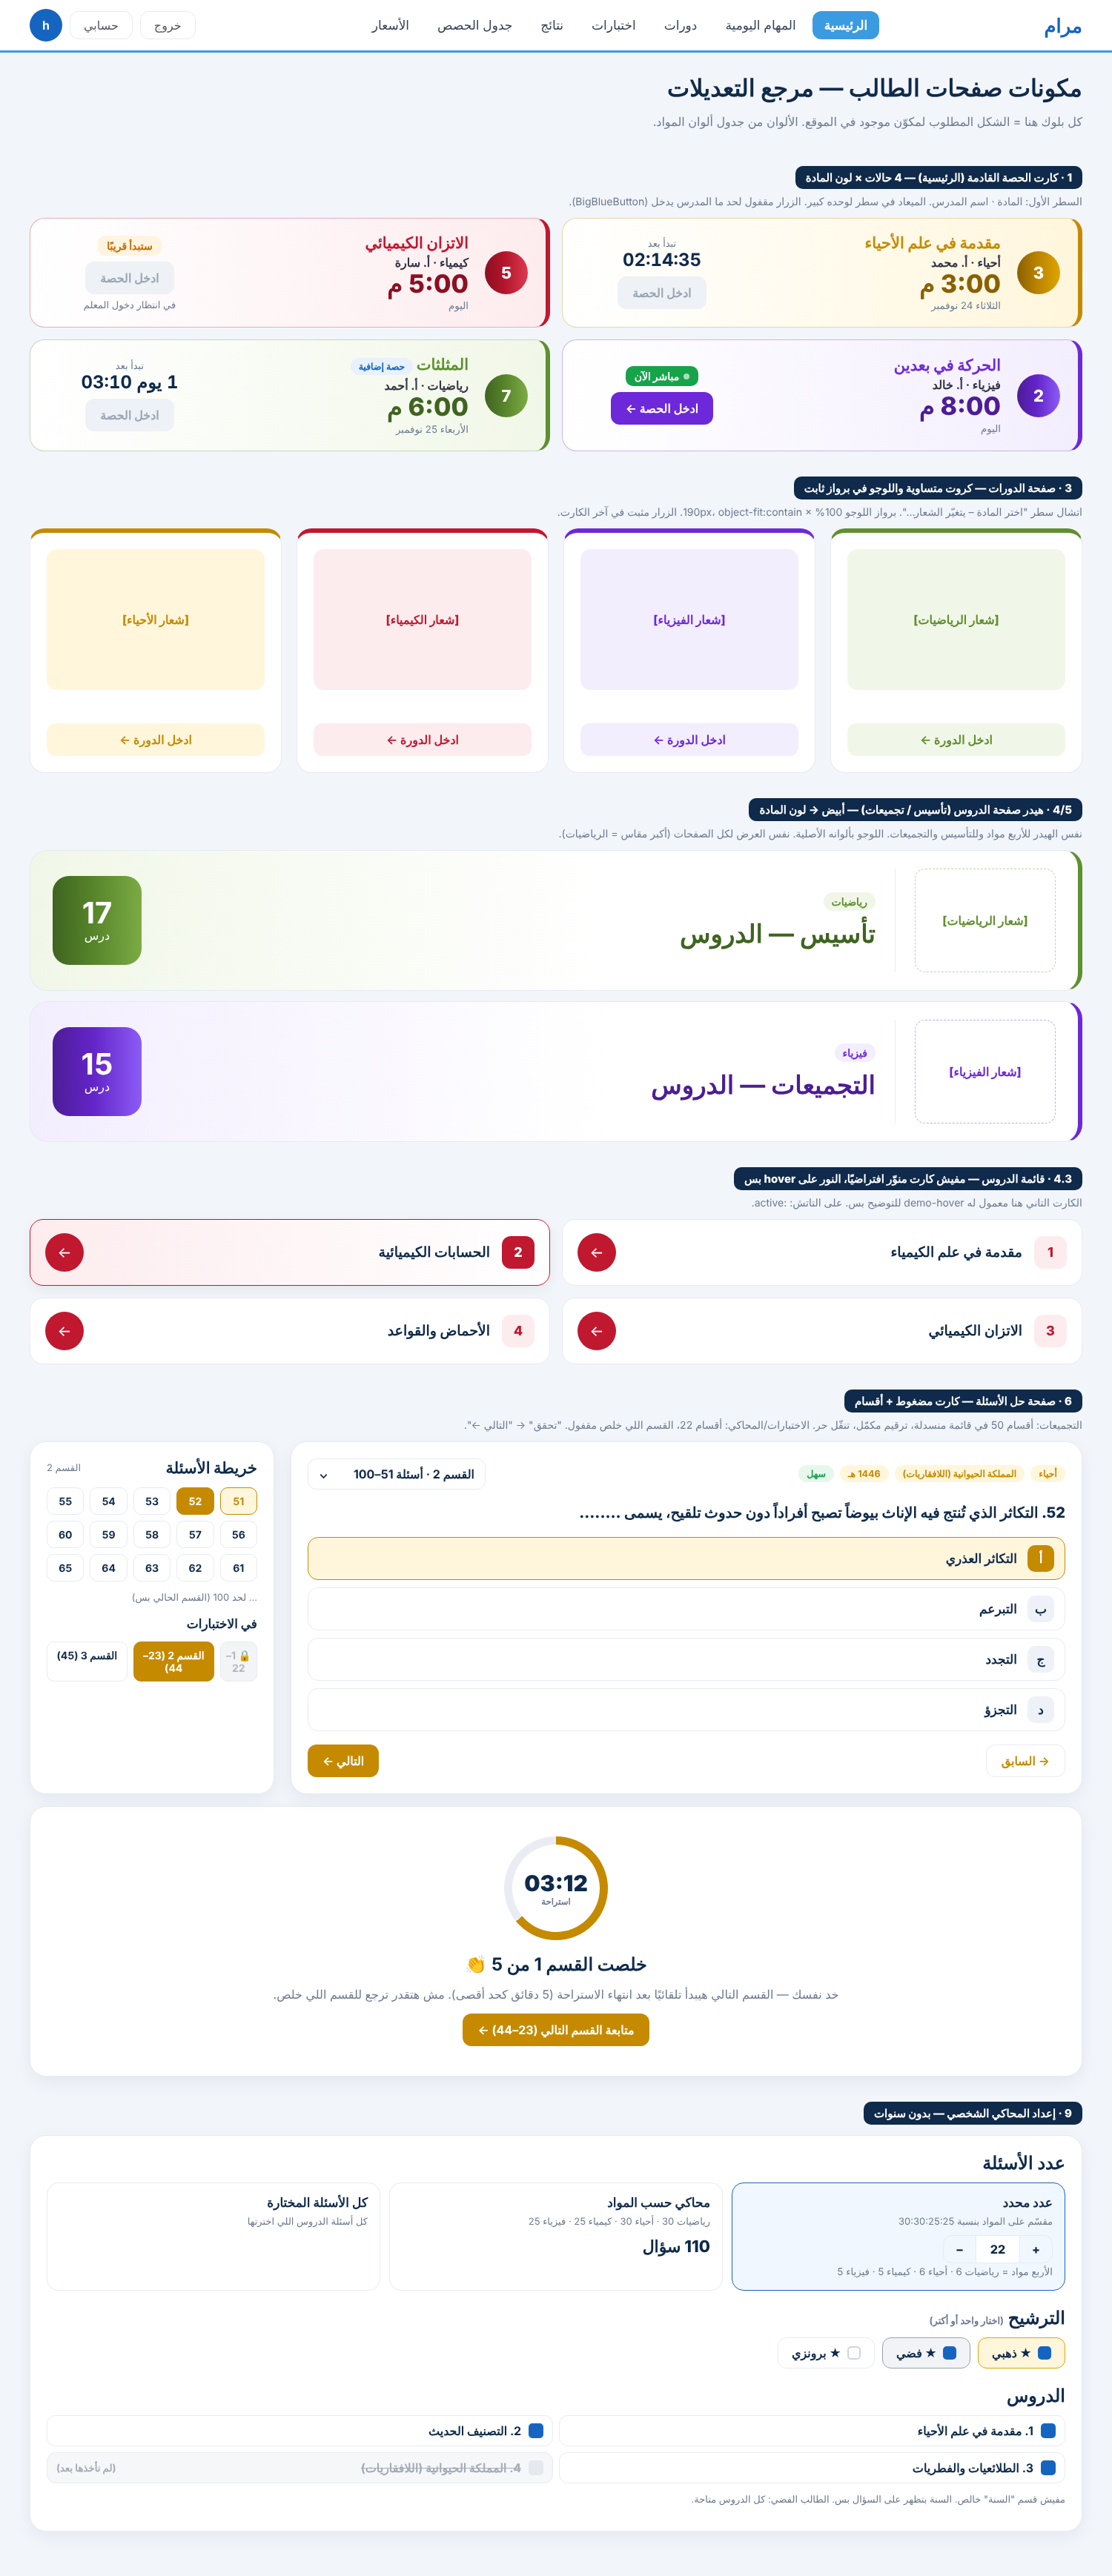 مرام
الرئيسية
المهام اليومية
دورات
اختبارات
نتائج
جدول الحصص
الأسعار
خروج
حسابي
h
مكونات صفحات الطالب — مرجع التعديلات
كل بلوك هنا = الشكل المطلوب لمكوّن موجود في الموقع. الألوان من جدول ألوان المواد.
1 · كارت الحصة القادمة (الرئيسية) — 4 حالات × لون المادة
السطر الأول: المادة · اسم المدرس. الميعاد في سطر لوحده كبير. الزرار مقفول لحد ما المدرس يدخل (BigBlueButton).
3
مقدمة في علم الأحياء
أحياء · أ. محمد
3:00 م
الثلاثاء 24 نوفمبر
تبدأ بعد
02:14:35
ادخل الحصة
5
الاتزان الكيميائي
كيمياء · أ. سارة
5:00 م
اليوم
ستبدأ قريبًا
ادخل الحصة
في انتظار دخول المعلم
2
الحركة في بعدين
فيزياء · أ. خالد
8:00 م
اليوم
مباشر الآن
ادخل الحصة ←
7
المثلثات حصة إضافية
رياضيات · أ. أحمد
6:00 م
الأربعاء 25 نوفمبر
تبدأ بعد
1 يوم 03:10
ادخل الحصة
3 · صفحة الدورات — كروت متساوية واللوجو في برواز ثابت
اتشال سطر "اختر المادة – يتغيّر الشعار...". برواز اللوجو 100% × 190px، object-fit:contain. الزرار مثبت في آخر الكارت.
[شعار الرياضيات]
ادخل الدورة ←
[شعار الفيزياء]
ادخل الدورة ←
[شعار الكيمياء]
ادخل الدورة ←
[شعار الأحياء]
ادخل الدورة ←
4/5 · هيدر صفحة الدروس (تأسيس / تجميعات) — أبيض → لون المادة
نفس الهيدر للأربع مواد وللتأسيس والتجميعات. اللوجو بألوانه الأصلية. نفس العرض لكل الصفحات (أكبر مقاس = الرياضيات).
[شعار الرياضيات]
رياضيات
تأسيس — الدروس
17
درس
[شعار الفيزياء]
فيزياء
التجميعات — الدروس
15
درس
4.3 · قائمة الدروس — مفيش كارت منوّر افتراضيًا، النور على hover بس
الكارت التاني هنا معمول له demo-hover للتوضيح بس. على التاتش: :active.
1
مقدمة في علم الكيمياء
←
2
الحسابات الكيميائية
←
3
الاتزان الكيميائي
←
4
الأحماض والقواعد
←
6 · صفحة حل الأسئلة — كارت مضغوط + أقسام
التجميعات: أقسام 50 في قائمة منسدلة، ترقيم مكمّل، تنقّل حر. الاختبارات/المحاكي: أقسام 22، القسم اللي خلص مقفول. "تحقق" → "التالي ←".
أحياء
المملكة الحيوانية (اللافقاريات)
1446 هـ
سهل
القسم 2 · أسئلة 51–100
52. التكاثر الذي تُنتج فيه الإناث بيوضاً تصبح أفراداً دون حدوث تلقيح، يسمى ........
أ
التكاثر العذري
ب
التبرعم
ج
التجدد
د
التجزؤ
→ السابق
التالي ←
خريطة الأسئلة
القسم 2
51 52 53 54 55
56 57 58 59 60
61 62 63 64 65
... لحد 100 (القسم الحالي بس)
في الاختبارات
🔒 1–22
القسم 2 (23–44)
القسم 3 (45)
03:12
استراحة
خلصت القسم 1 من 5 👏
خد نفسك — القسم التالي هيبدأ تلقائيًا بعد انتهاء الاستراحة (5 دقائق كحد أقصى). مش هتقدر ترجع للقسم اللي خلص.
متابعة القسم التالي (23–44) ←
9 · إعداد المحاكي الشخصي — بدون سنوات
عدد الأسئلة
عدد محدد
مقسّم على المواد بنسبة 30:30:25:25
+ 22 −
الأربع مواد = رياضيات 6 · أحياء 6 · كيمياء 5 · فيزياء 5
محاكي حسب المواد
رياضيات 30 · أحياء 30 · كيمياء 25 · فيزياء 25
110 سؤال
كل الأسئلة المختارة
كل أسئلة الدروس اللي اخترتها
الترشيح (اختار واحد أو أكتر)
★ ذهبي
★ فضي
★ برونزي
الدروس
1. مقدمة في علم الأحياء
2. التصنيف الحديث
3. الطلائعيات والفطريات
4. المملكة الحيوانية (اللافقاريات)
(لم نأخذها بعد)
مفيش قسم "السنة" خالص. السنة بتظهر على السؤال بس. الطالب الفضي: كل الدروس متاحة.